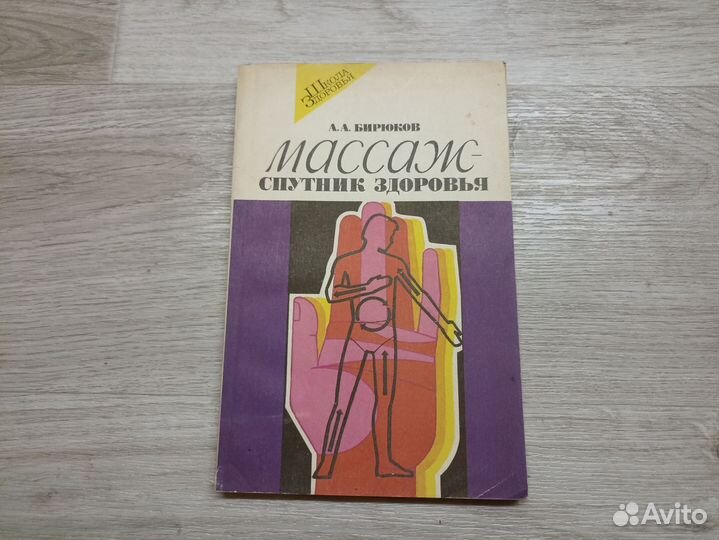 Школа
Здоровья
А.А. БИРЮКОВ
Массаж-
СПУТНИК ЗДОРОВЬЯ
Avito